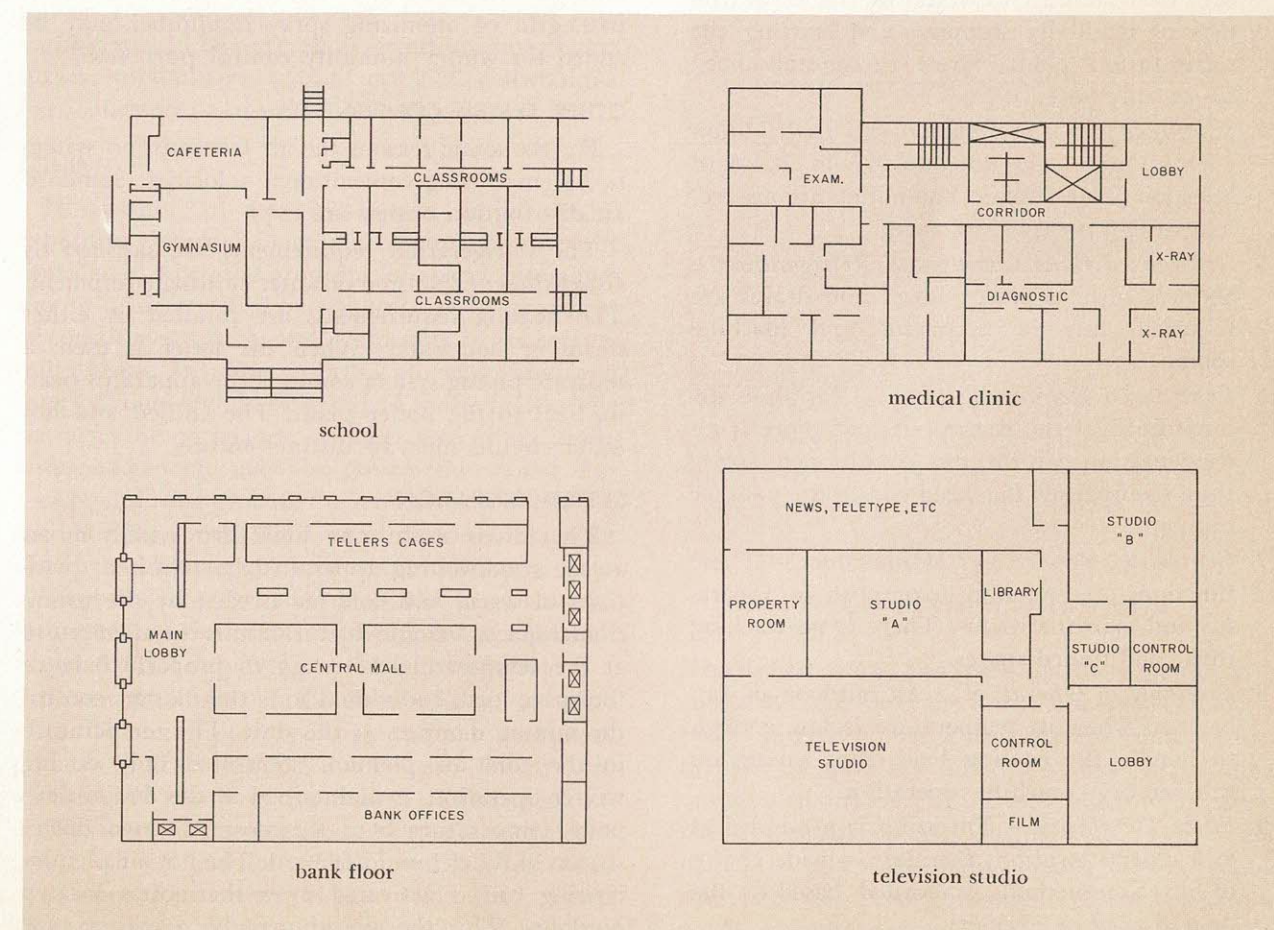 CAFETERIA
CLASSROOMS
GYMNASIUM
CLASSROOMS
school
EXAM.
LOBBY
CORRIDOR
X-RAY
DIAGNOSTIC
X-RAY
medical clinic
TELLERS CAGES
MAIN
LOBBY
CENTRAL MALL
BANK OFFICES
bank floor
NEWS, TELETYPE, ETC
STUDIO
"B"
LIBRARY
PROPERTY
ROOM
STUDIO
"A"
STUDIO
"C"
CONTROL
ROOM
TELEVISION
STUDIO
CONTROL
ROOM
LOBBY
FILM
television studio